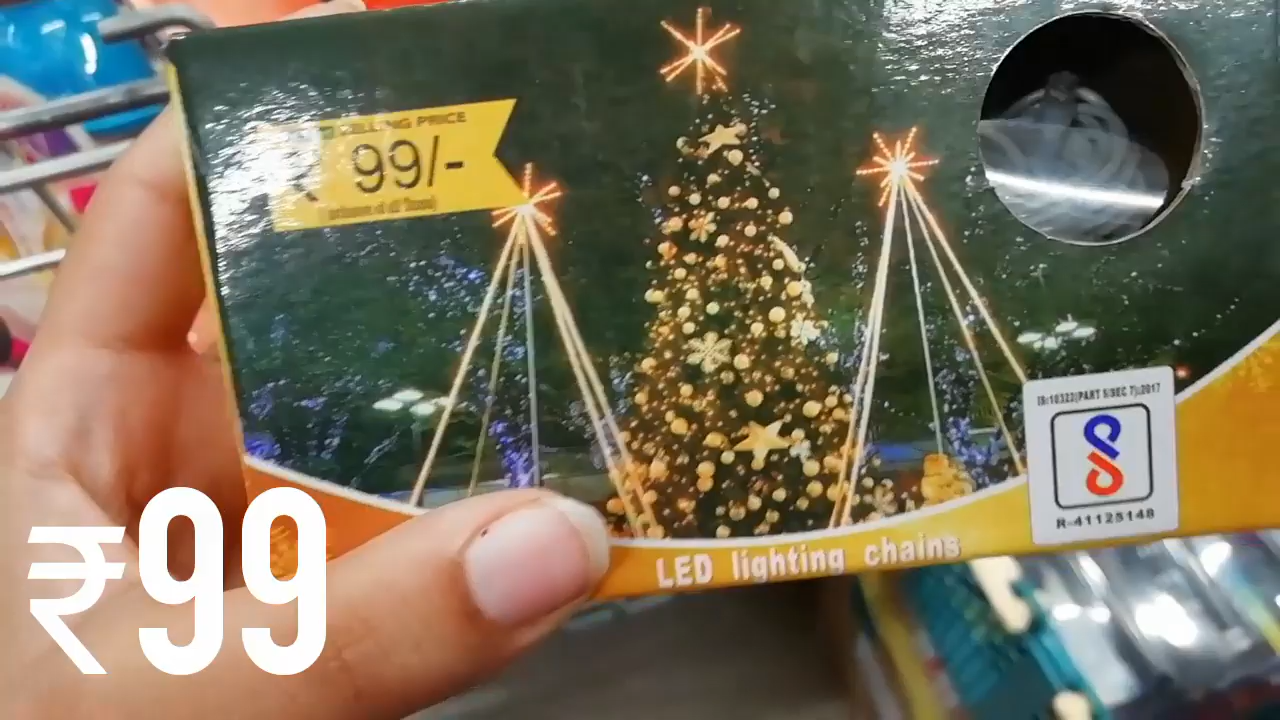 SELLING PRICE
₹ 99/-
LED lighting chains
IS:10322(PART 5/SEC 7):2017
R-41125148
₹99